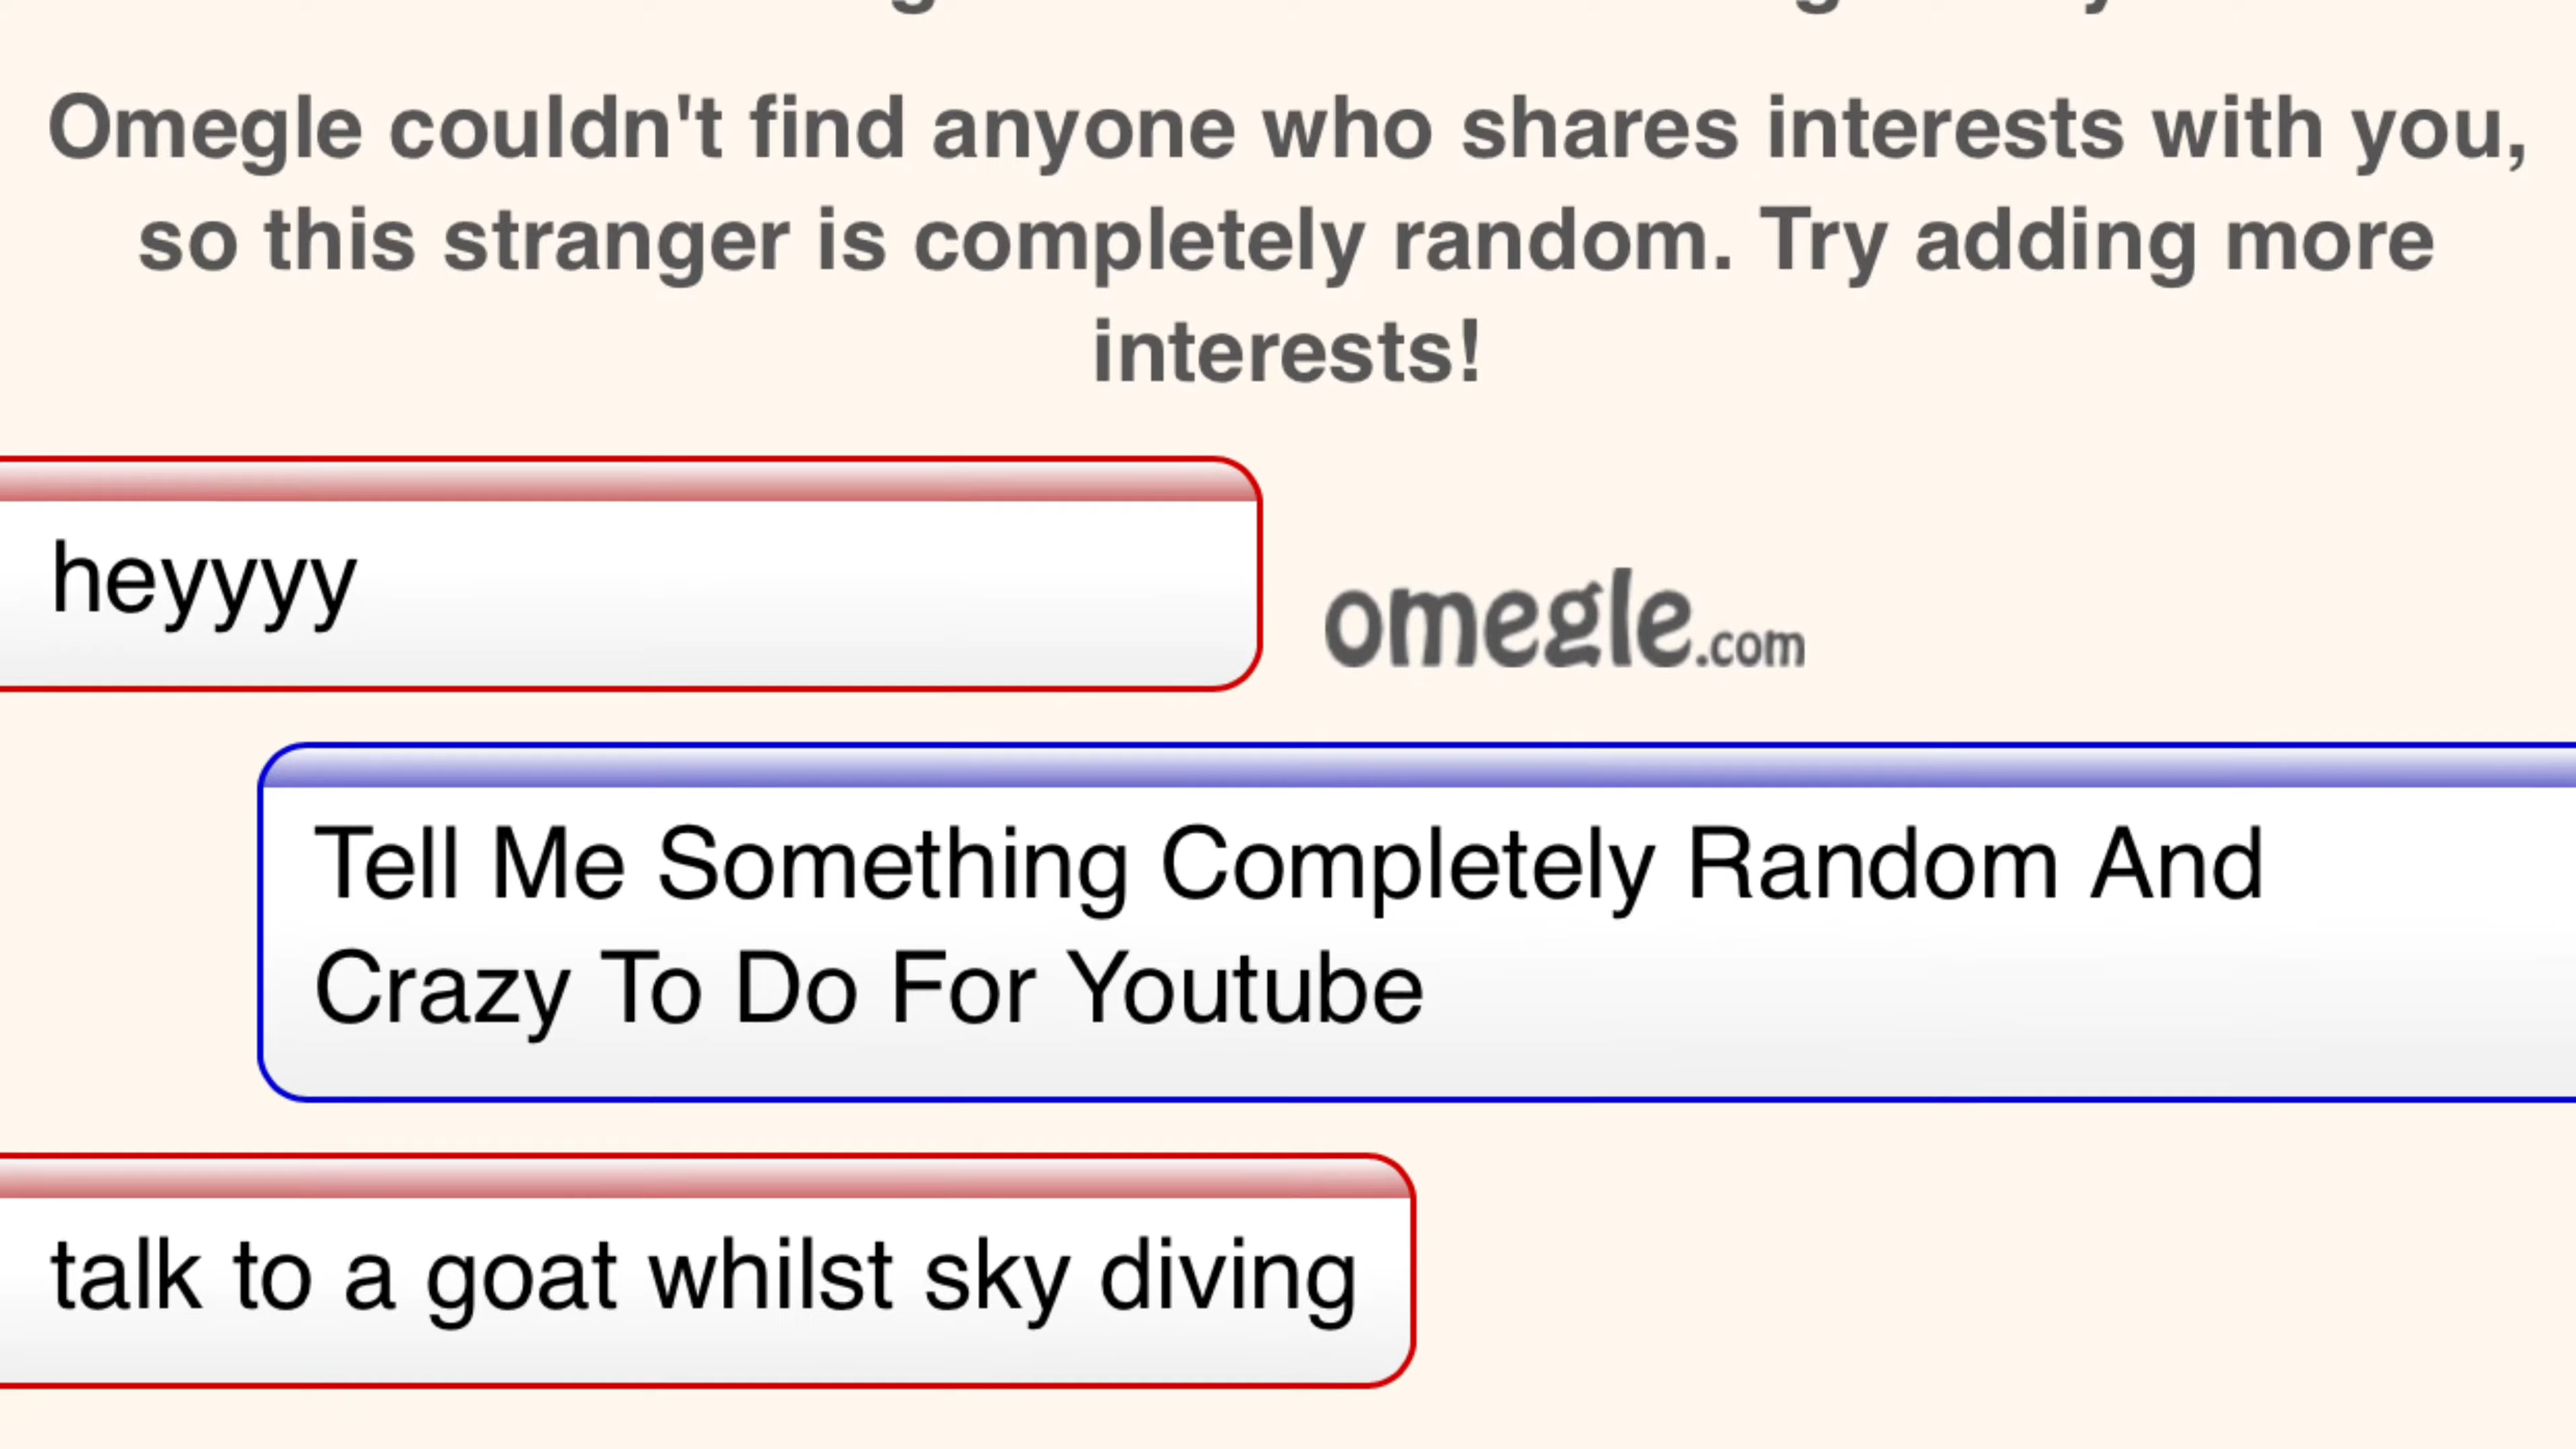 Omegle couldn't find anyone who shares interests with you,
so this stranger is completely random. Try adding more
interests!
heyyyy
omegle.com
Tell Me Something Completely Random And
Crazy To Do For Youtube
talk to a goat whilst sky diving